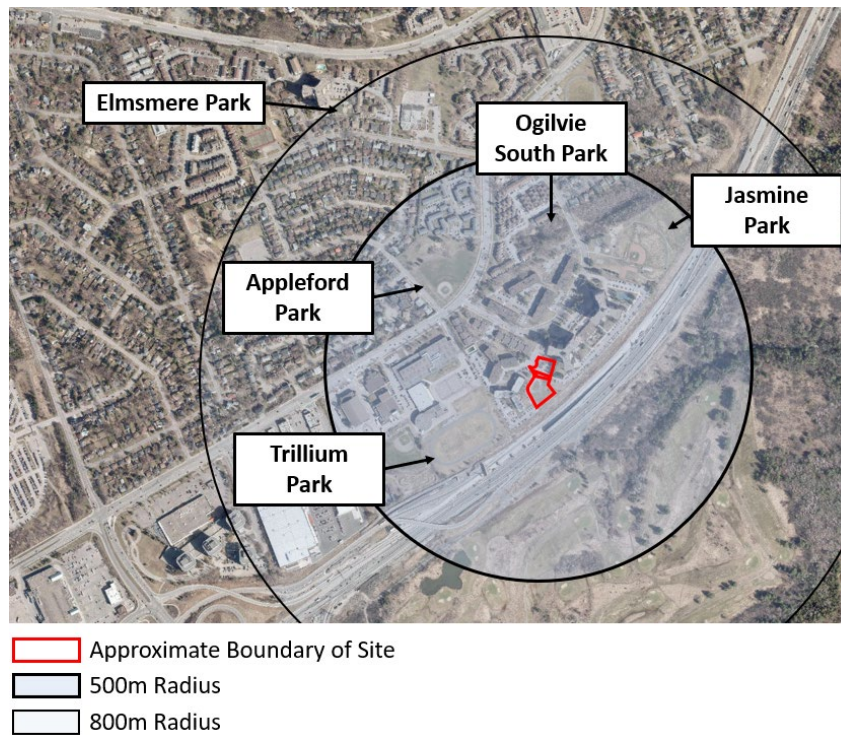 Elmsmere Park
Ogilvie
South Park
Jasmine
Park
Appleford
Park
Trillium
Park
Approximate Boundary of Site
500m Radius
800m Radius